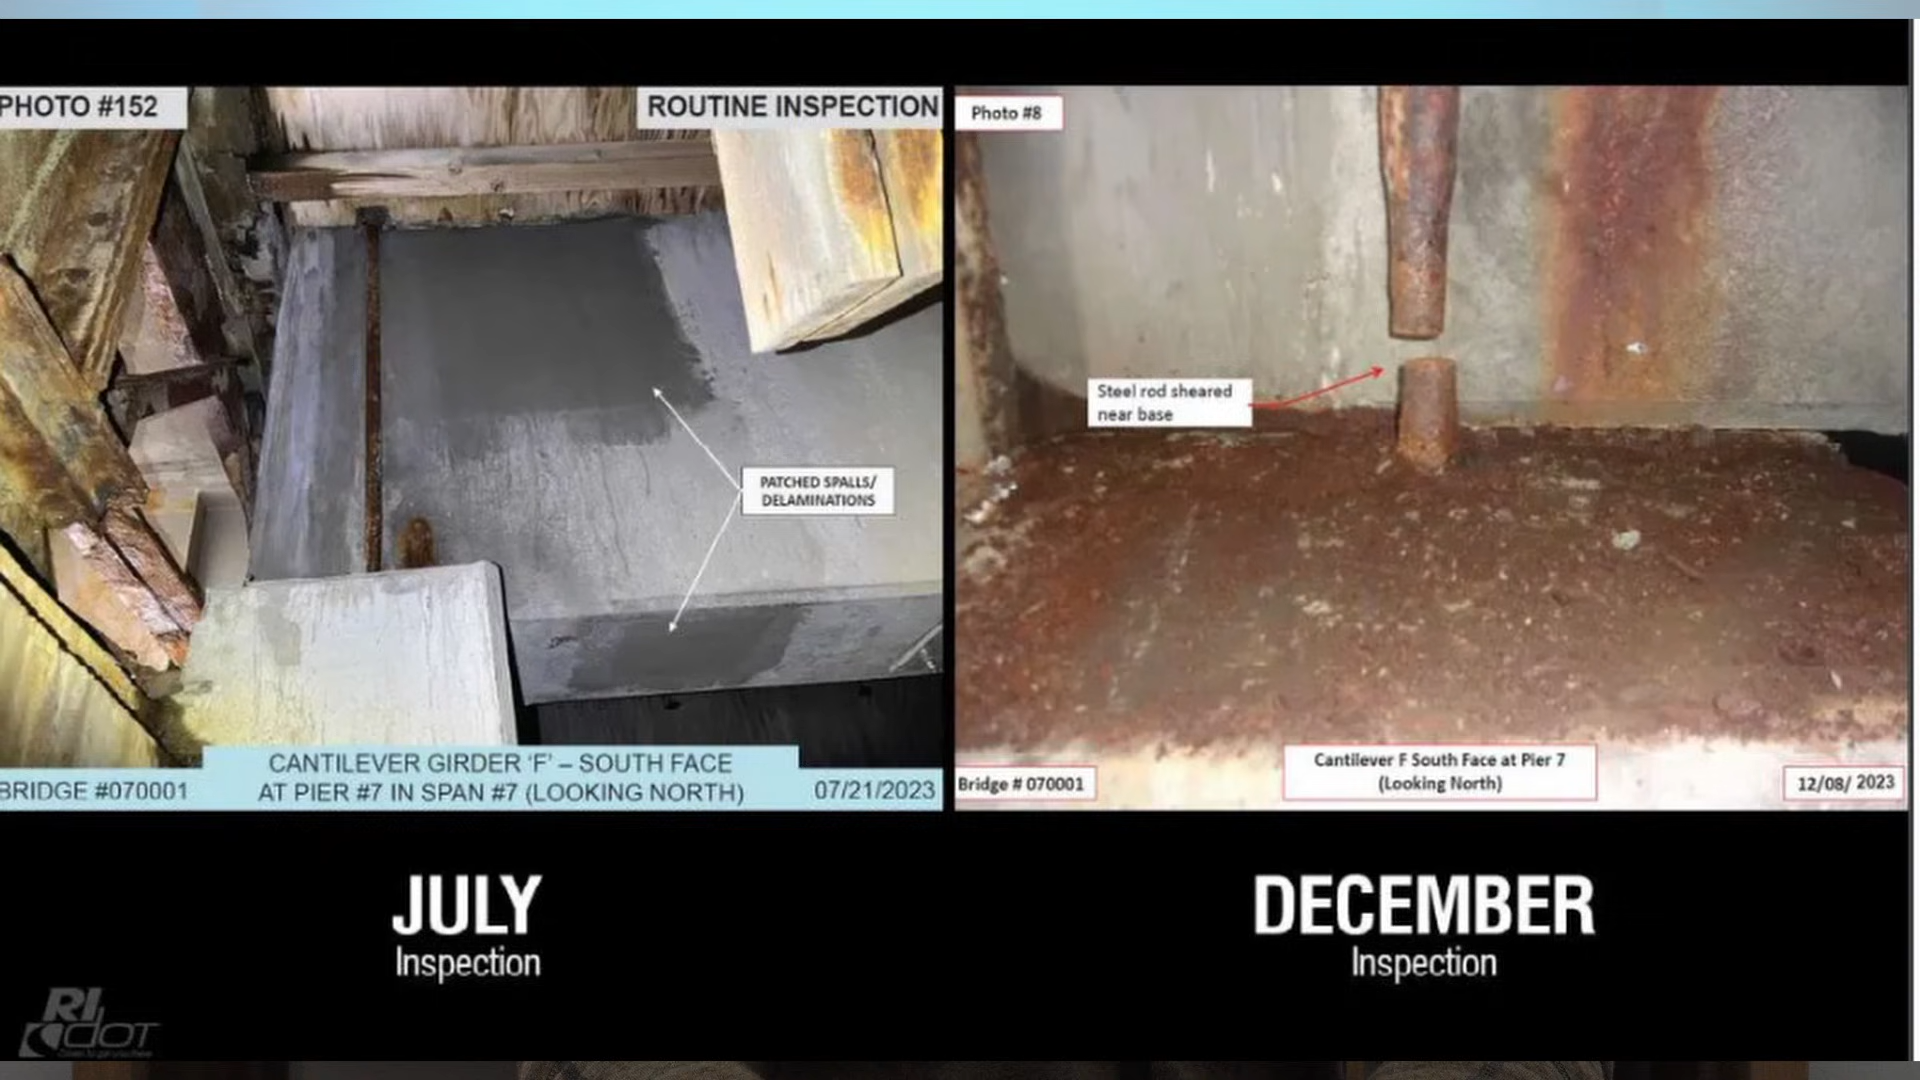 PHOTO #152
ROUTINE INSPECTION
PATCHED SPALLS/
DELAMINATIONS
CANTILEVER GIRDER ‘F’ – SOUTH FACE
BRIDGE #070001
AT PIER #7 IN SPAN #7 (LOOKING NORTH)
07/21/2023
Photo #8
Steel rod sheared
near base
Cantilever F South Face at Pier 7
(Looking North)
Bridge # 070001
12/08/ 2023
JULY
Inspection
DECEMBER
Inspection
RI
DOT